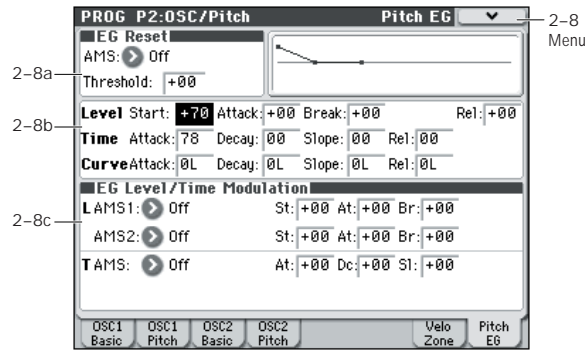 PROG P2:OSC/Pitch Pitch EG
2-8 Menu
EG Reset
AMS: Off
2-8a
Threshold: +00
2-8b
Level Start: +70 Attack: +00 Break: +00 Rel: +00
Time Attack: 78 Decay: 00 Slope: 00 Rel: 00
Curve Attack: 0L Decay: 0L Slope: 0L Rel: 0L
EG Level/Time Modulation
L AMS1: Off St: +00 At: +00 Br: +00
2-8c
AMS2: Off St: +00 At: +00 Br: +00
T AMS: Off At: +00 Dc: +00 Sl: +00
OSC1 Basic OSC1 Pitch OSC2 Basic OSC2 Pitch Velo Zone Pitch EG